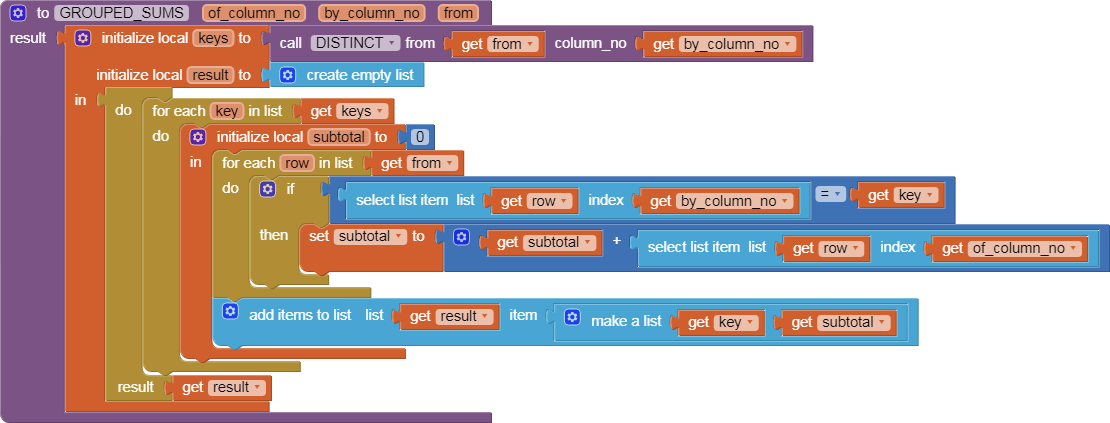 to GROUPED_SUMS of_column_no by_column_no from
result initialize local keys to call DISTINCT from get from column_no get by_column_no
initialize local result to create empty list
in do for each key in list get keys
do initialize local subtotal to 0
in for each row in list get from
do if select list item list get row index get by_column_no = get key
then set subtotal to get subtotal + select list item list get row index get of_column_no
add items to list list get result item make a list get key get subtotal
result get result